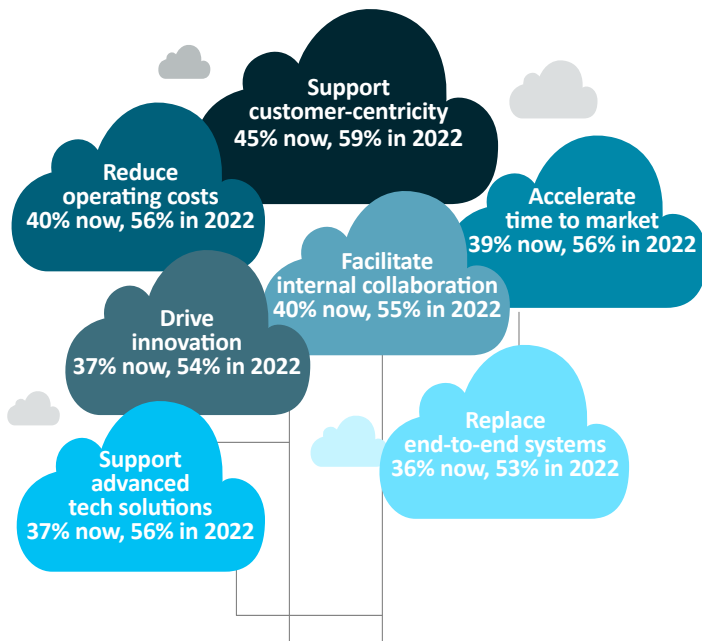 Support
customer-centricity
45% now, 59% in 2022
Reduce
operating costs
40% now, 56% in 2022
Accelerate
time to market
39% now, 56% in 2022
Facilitate
internal collaboration
40% now, 55% in 2022
Drive
innovation
37% now, 54% in 2022
Replace
end-to-end systems
36% now, 53% in 2022
Support
advanced
tech solutions
37% now, 56% in 2022